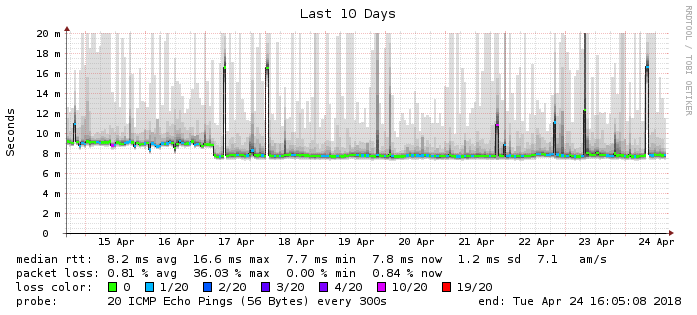 Last 10 Days
RRDTOOL / TOBI OETIKER
Seconds
20 m
18 m
16 m
14 m
12 m
10 m
8 m
6 m
4 m
2 m
0
15 Apr 16 Apr 17 Apr 18 Apr 19 Apr 20 Apr 21 Apr 22 Apr 23 Apr 24 Apr
median rtt: 8.2 ms avg 16.6 ms max 7.7 ms min 7.8 ms now 1.2 ms sd 7.1 am/s
packet loss: 0.81 % avg 36.03 % max 0.00 % min 0.84 % now
loss color: 0 1/20 2/20 3/20 4/20 10/20 19/20
probe: 20 ICMP Echo Pings (56 Bytes) every 300s end: Tue Apr 24 16:05:08 2018